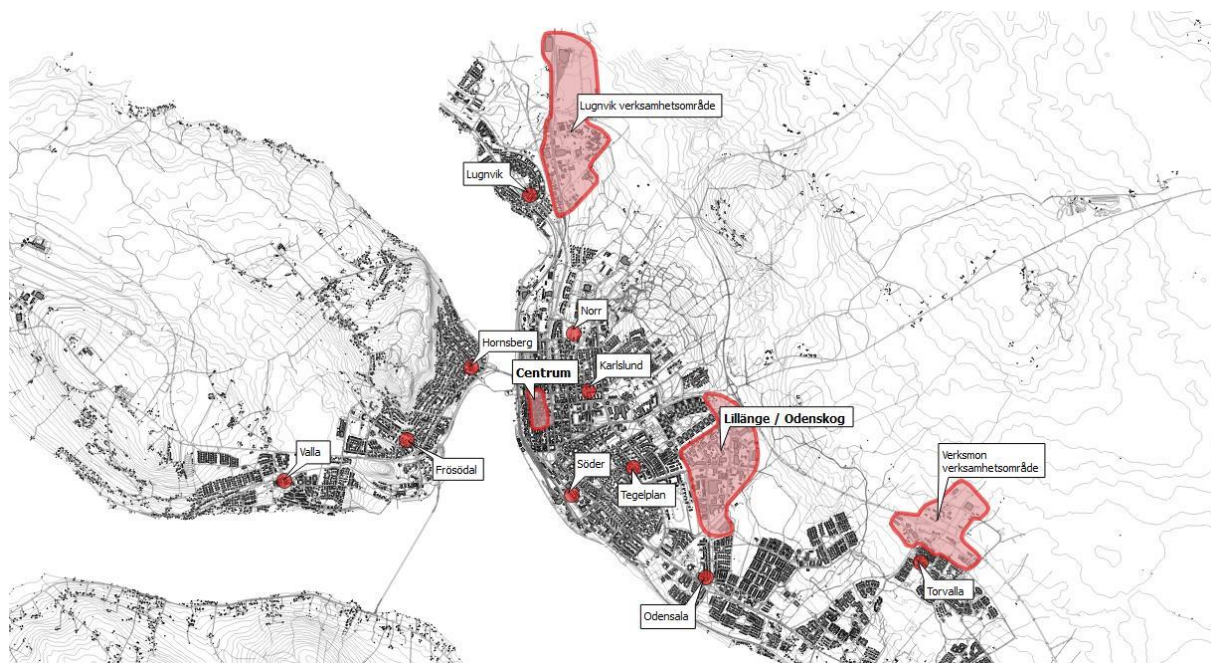 Lugnvik verksamhetsområde
Lugnvik
Norr
Hornsberg
Centrum
Karlslund
Lillänge / Odenskog
Valla
Frösödal
Söder
Tegelplan
Verksmon
verksamhetsområde
Torvalla
Odensala